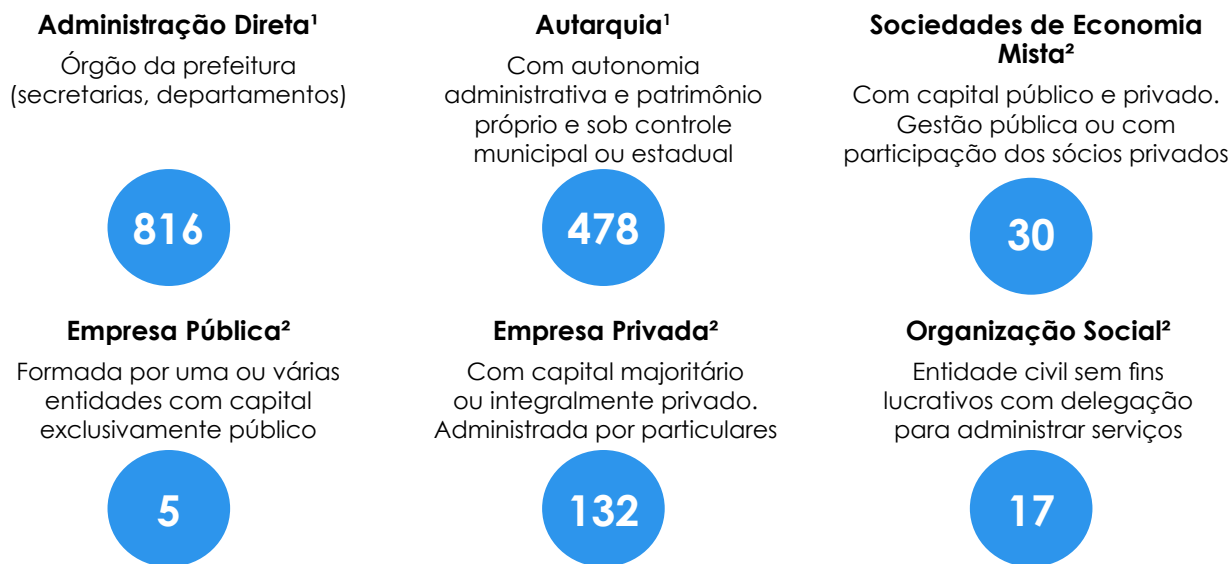 Administração Direta¹
Órgão da prefeitura
(secretarias, departamentos)
816
Autarquia¹
Com autonomia
administrativa e patrimônio
próprio e sob controle
municipal ou estadual
478
Sociedades de Economia
Mista²
Com capital público e privado.
Gestão pública ou com
participação dos sócios privados
30
Empresa Pública²
Formada por uma ou várias
entidades com capital
exclusivamente público
5
Empresa Privada²
Com capital majoritário
ou integralmente privado.
Administrada por particulares
132
Organização Social²
Entidade civil sem fins
lucrativos com delegação
para administrar serviços
17